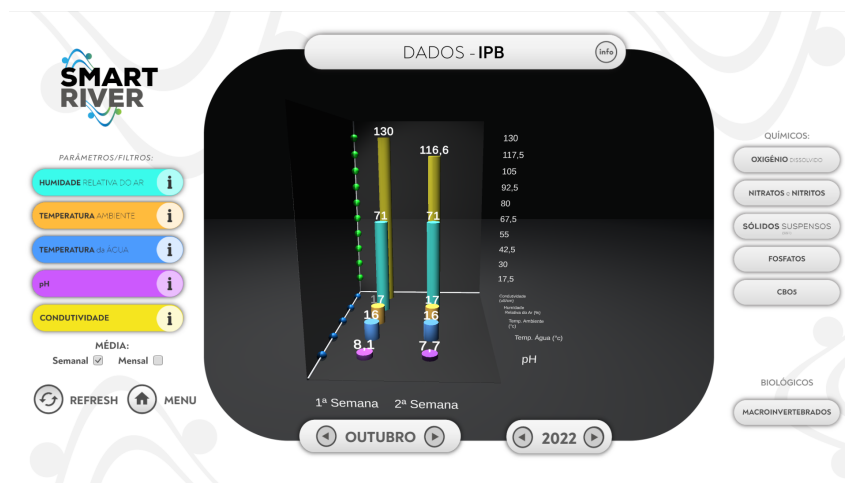 SMART
RIVER
DADOS - IPB
info
PARÂMETROS/FILTROS:
HUMIDADE RELATIVA DO AR i
TEMPERATURA AMBIENTE i
TEMPERATURA da ÁGUA i
pH i
CONDUTIVIDADE i
MÉDIA:
Semanal Mensal
REFRESH MENU
130
116,6
71 71
17 17
16 16
8,1 7,7
130
117,5
105
92,5
80
67,5
55
42,5
30
17,5
Condutividade
Humidade
Relativa do Ar (%)
Temp. Ambiente
(°c)
Temp. Água (°c)
pH
1ª Semana 2ª Semana
OUTUBRO
2022
QUÍMICOS:
OXIGÉNIO DISSOLVIDO
NITRATOS e NITRITOS
SÓLIDOS SUSPENSOS
FOSFATOS
CBO5
BIOLÓGICOS
MACROINVERTEBRADOS